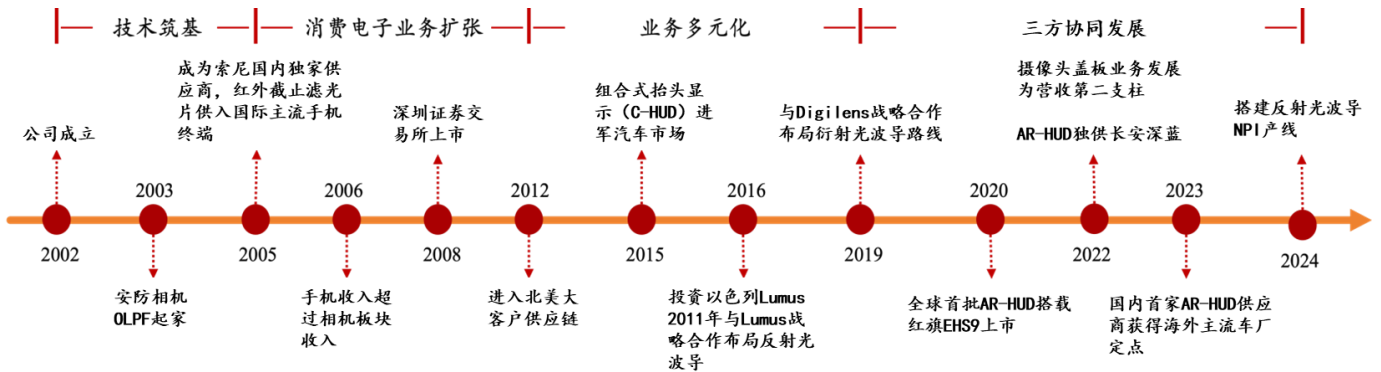 技术筑基
消费电子业务扩张
业务多元化
三方协同发展
公司成立
成为索尼国内独家供
应商，红外截止滤光
片供入国际主流手机
终端
深圳证券交
易所上市
组合式抬头显
示（C-HUD）进
军汽车市场
与Digilens战略合作
布局衍射光波导路线
摄像头盖板业务发展
为营收第二支柱
AR-HUD独供长安深蓝
搭建反射光波导
NPI产线
2003
2006
2012
2016
2020
2023
2002
2005
2008
2015
2019
2022
2024
安防相机
OLPF起家
手机收入超
过相机板块
收入
进入北美大
客户供应链
投资以色列Lumus
2011年与Lumus战
略合作布局反射光
波导
全球首批AR-HUD搭载
红旗EHS9上市
国内首家AR-HUD供应
商获得海外主流车厂
定点